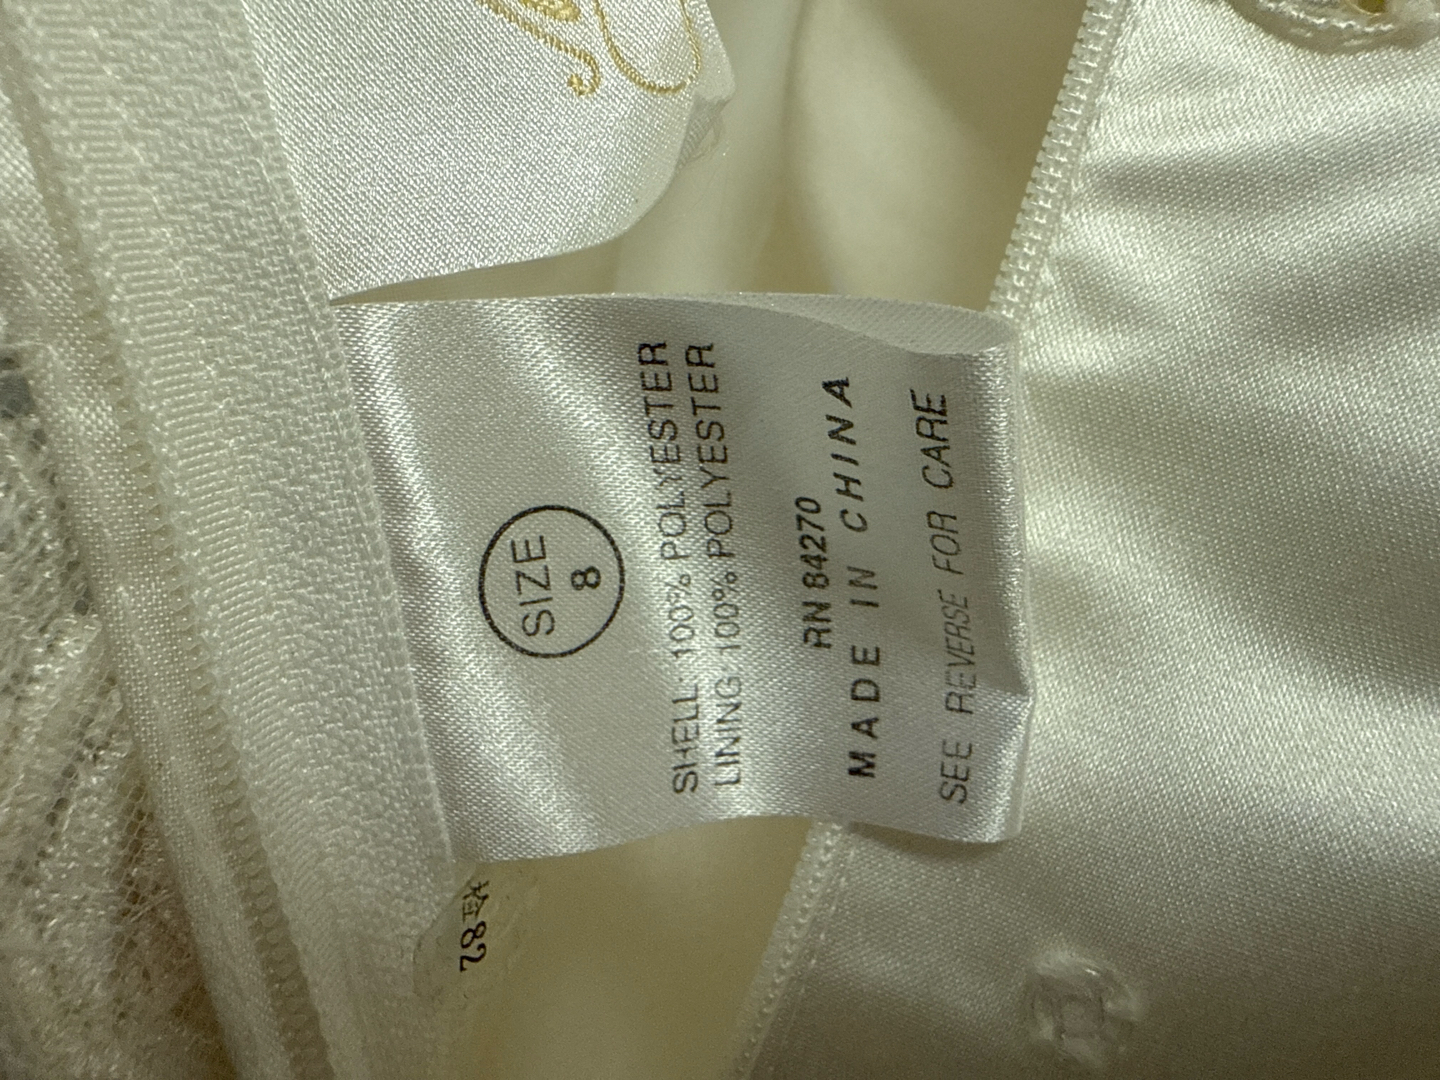 SIZE
8
SHELL: 100% POLYESTER
LINING: 100% POLYESTER
RN 84270
MADE IN CHINA
SEE REVERSE FOR CARE